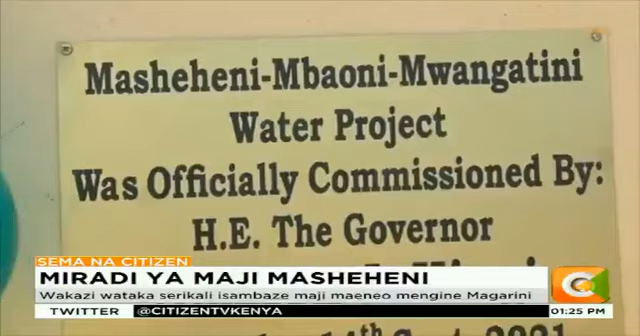 Masheheni-Mbaoni-Mwangatini
Water Project
Was Officially Commissioned By:
H.E. The Governor
SEMA NA CITIZEN
MIRADI YA MAJI MASHEHENI
Wakazi wataka serikali isambaze maji maeneo mengine Magarini
TWITTER @CITIZENTVKENYA 01:25 PM